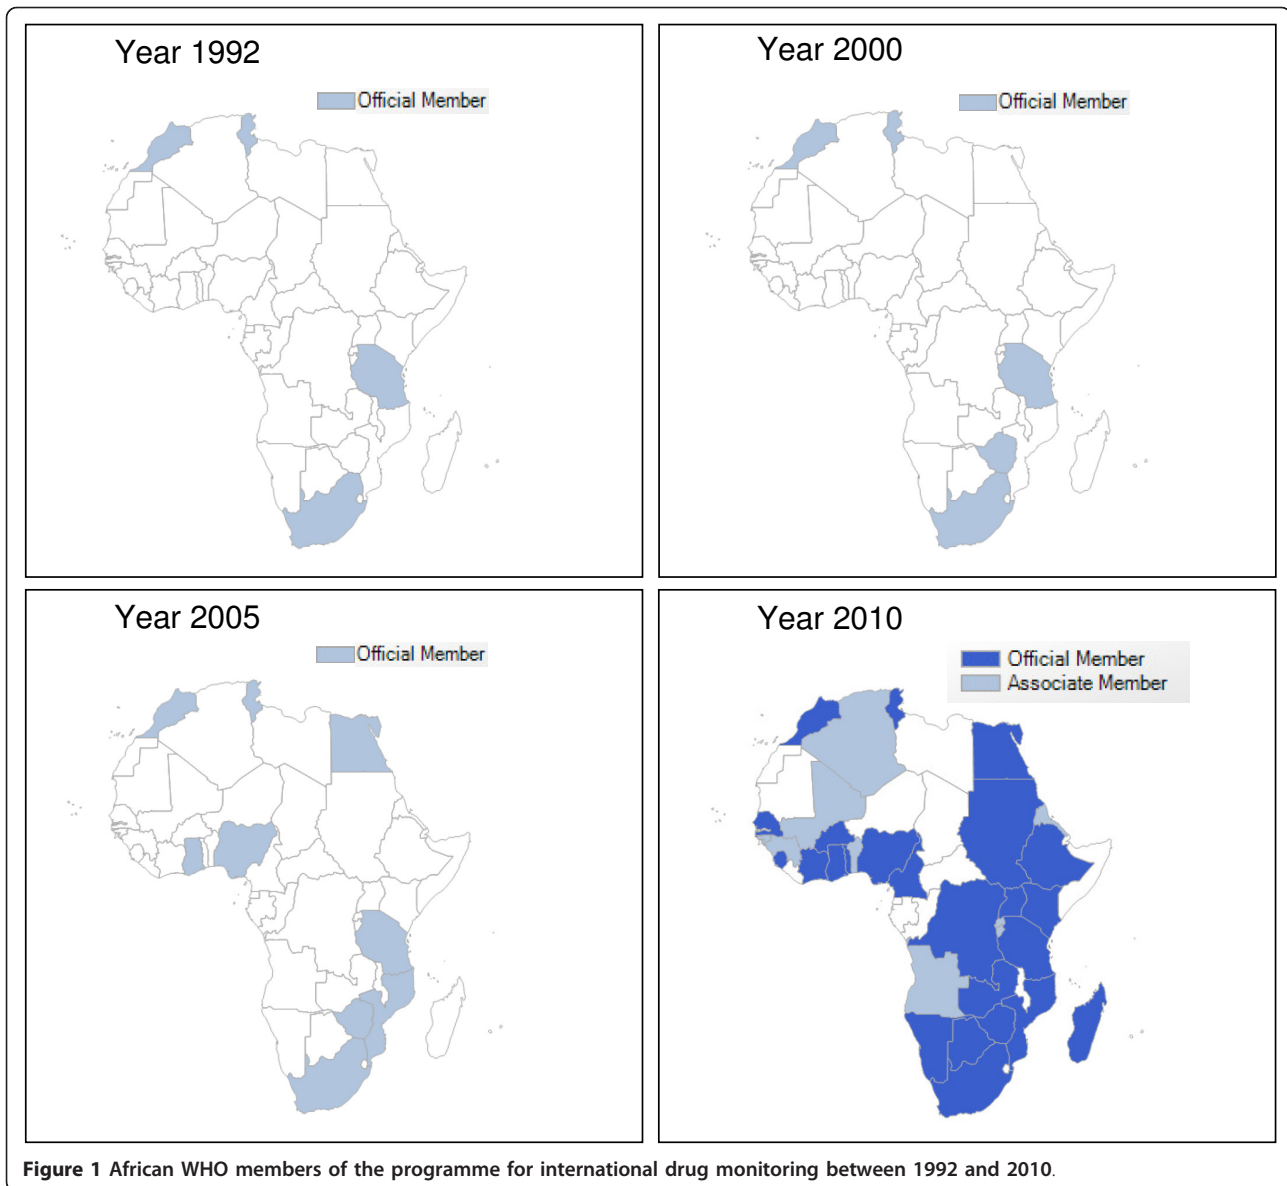 Year 1992
Official Member
Year 2000
Official Member
Year 2005
Official Member
Year 2010
Official Member
Associate Member
Figure 1 African WHO members of the programme for international drug monitoring between 1992 and 2010.